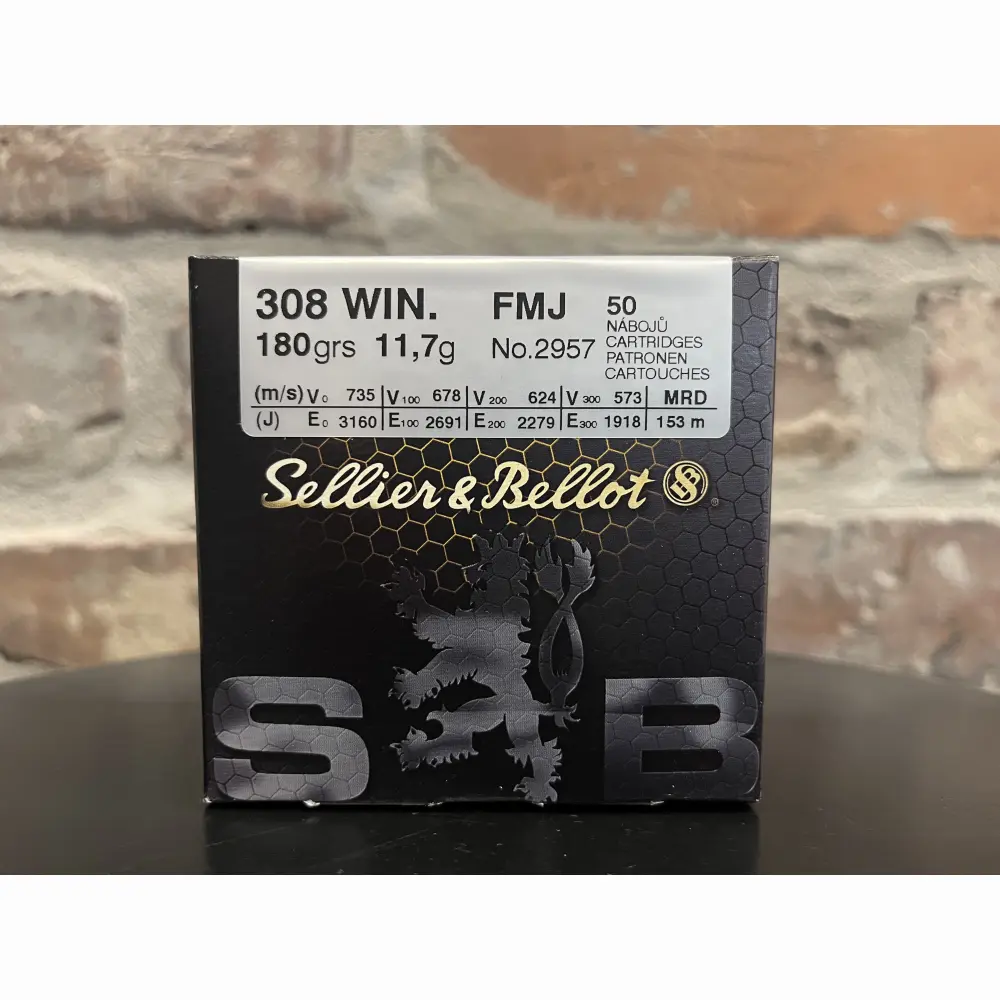 308 WIN. FMJ 50
NÁBOJŮ
180grs 11,7g No.2957 CARTRIDGES
PATRONEN
CARTOUCHES
(m/s) V0 735 V100 678 V200 624 V300 573 MRD
(J) E0 3160 E100 2691 E200 2279 E300 1918 153 m
Sellier & Bellot SB ®
S B